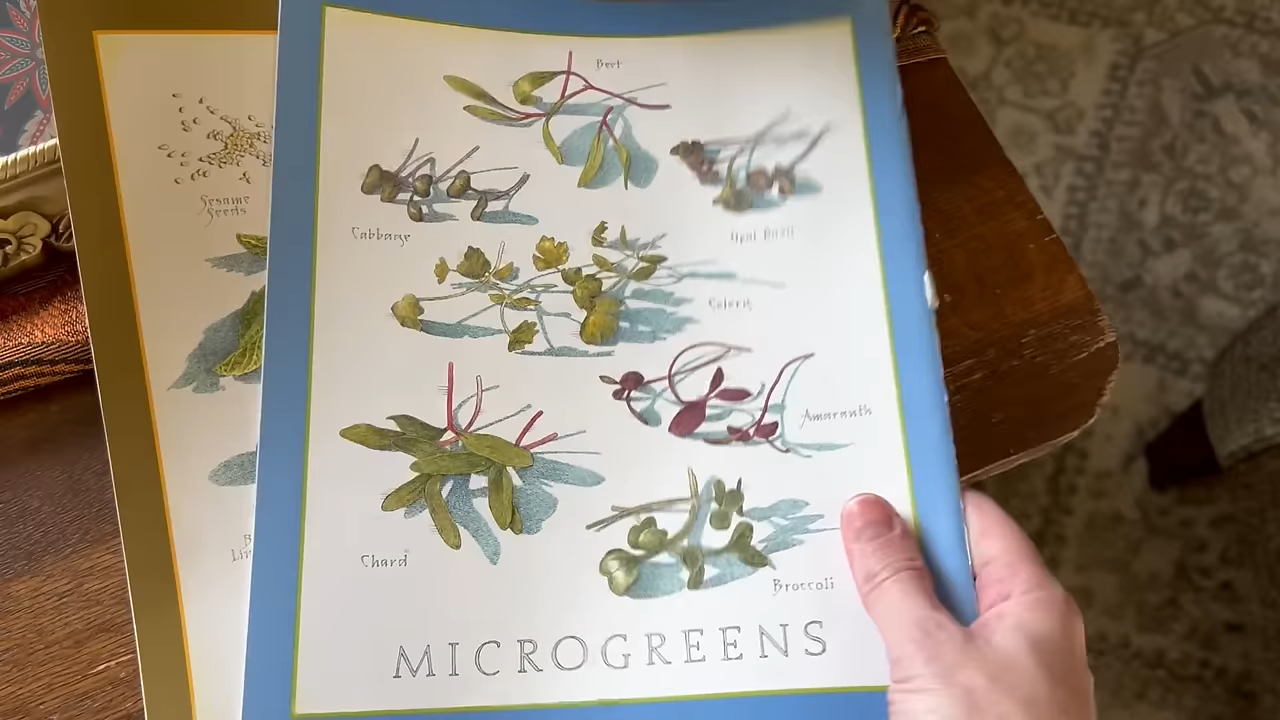 Beet
Cabbage
Opal Basil
Celery
Amaranth
Chard
Broccoli
MICROGREENS
Sesame
Seeds